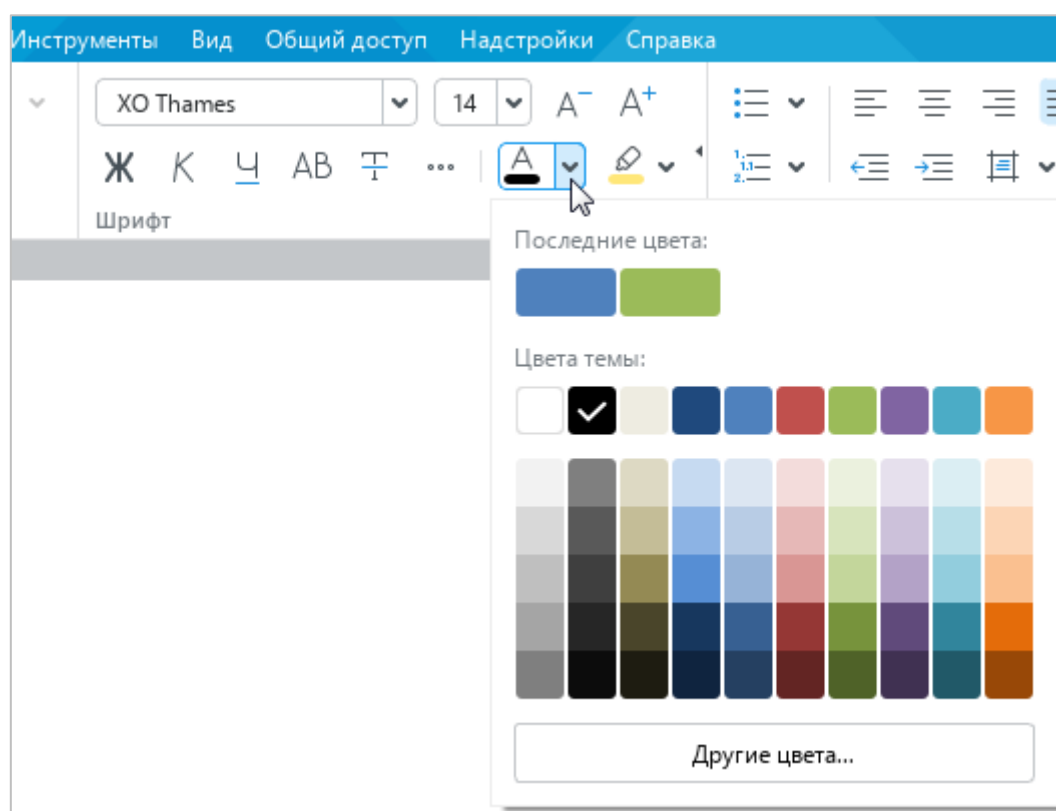 Инструменты Вид Общий доступ Надстройки Справка
XO Thames 14 A⁻ A⁺
Ж К Ч АВ Т ... А
Шрифт
Последние цвета:
Цвета темы:
Другие цвета...